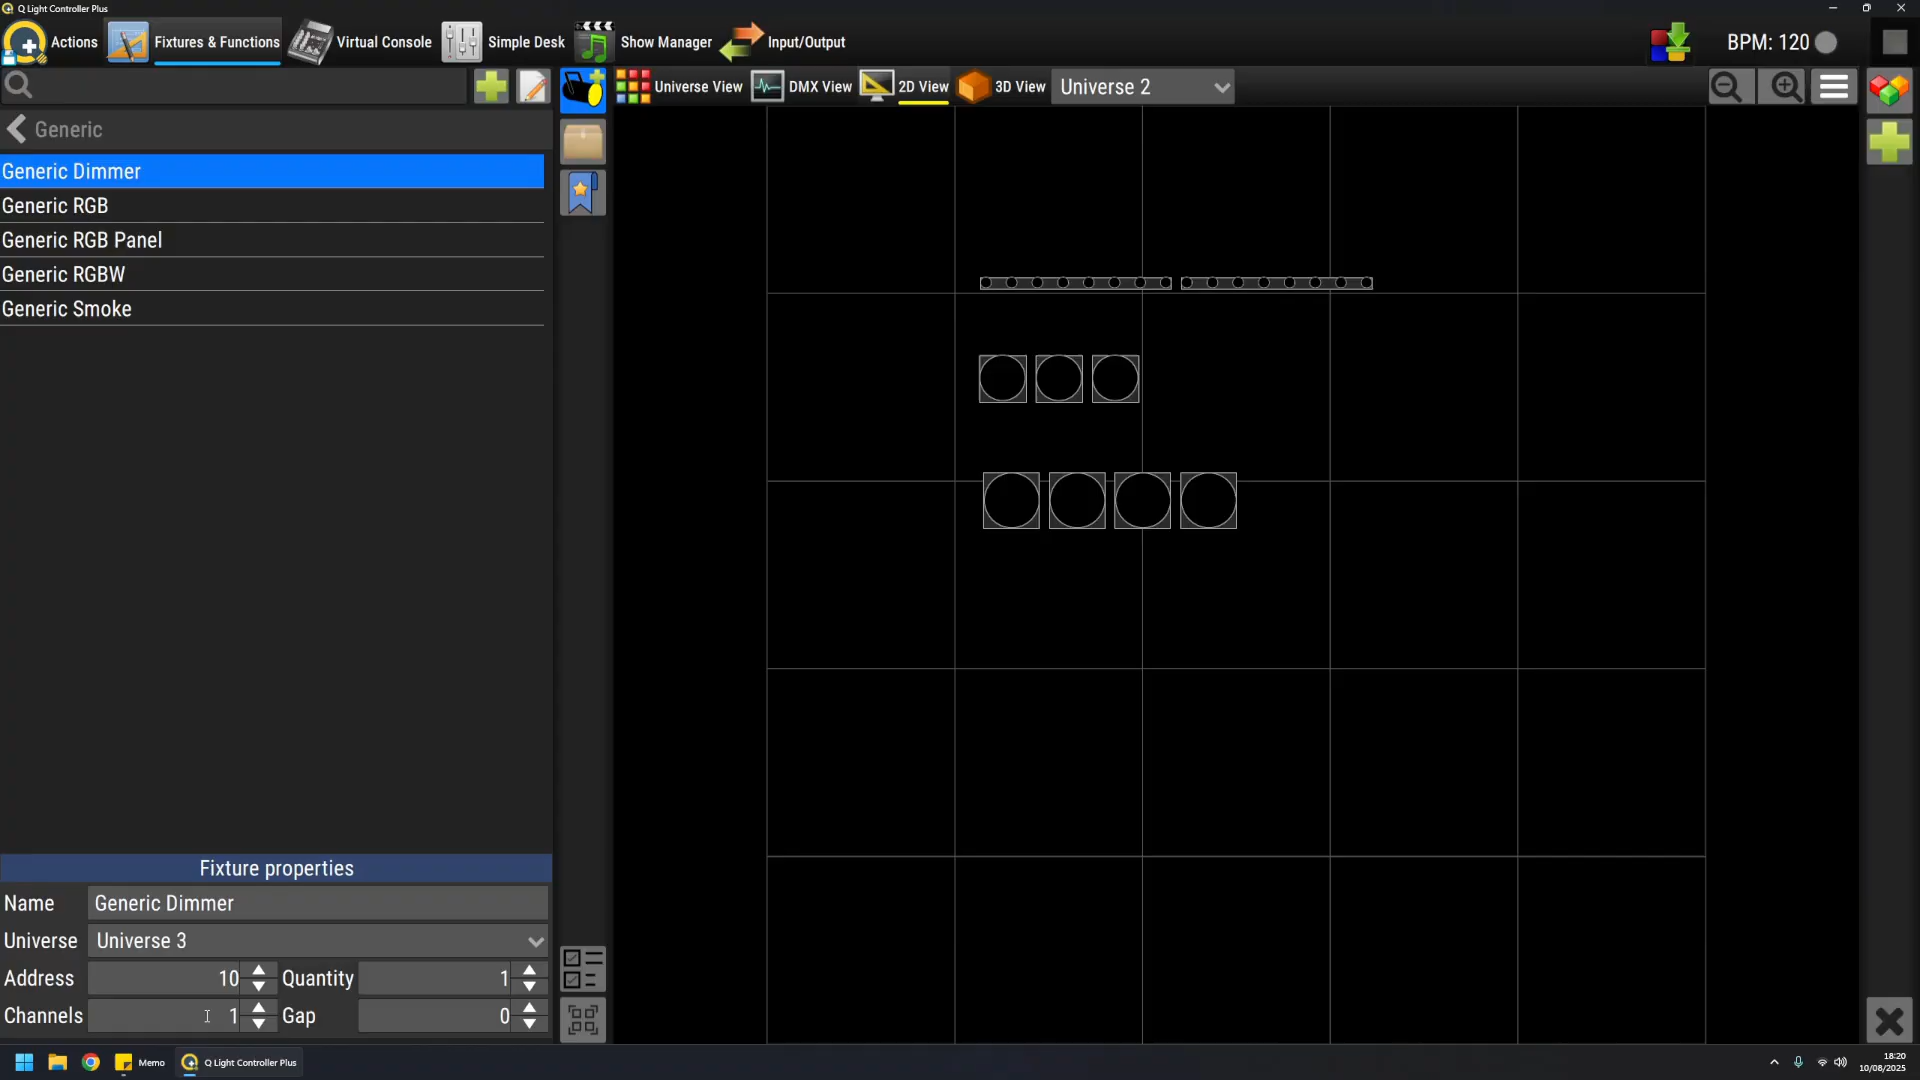 Q Light Controller Plus
Actions
Fixtures & Functions
Virtual Console
Simple Desk
Show Manager
Input/Output
BPM: 120
Universe View
DMX View
2D View
3D View
Universe 2
Generic
Generic Dimmer
Generic RGB
Generic RGB Panel
Generic RGBW
Generic Smoke
Fixture properties
Name
Generic Dimmer
Universe
Universe 3
Address
10
Quantity
1
Channels
1
Gap
0
Memo
Q Light Controller Plus
18:20
10/08/2025